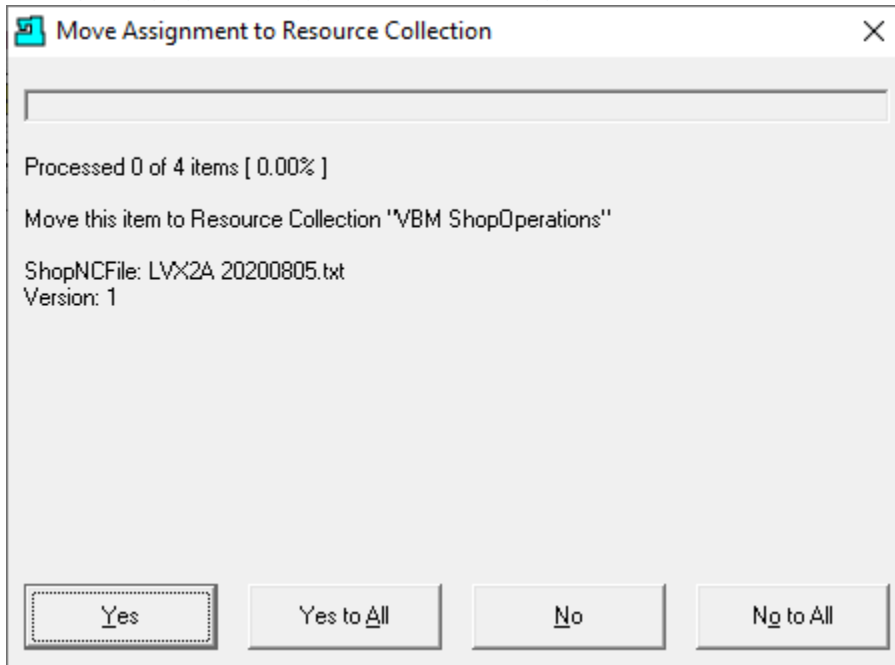 Move Assignment to Resource Collection
Processed 0 of 4 items [ 0.00% ]
Move this item to Resource Collection "VBM ShopOperations"
ShopNCFile: LVX2A 20200805.txt
Version: 1
Yes
Yes to All
No
No to All